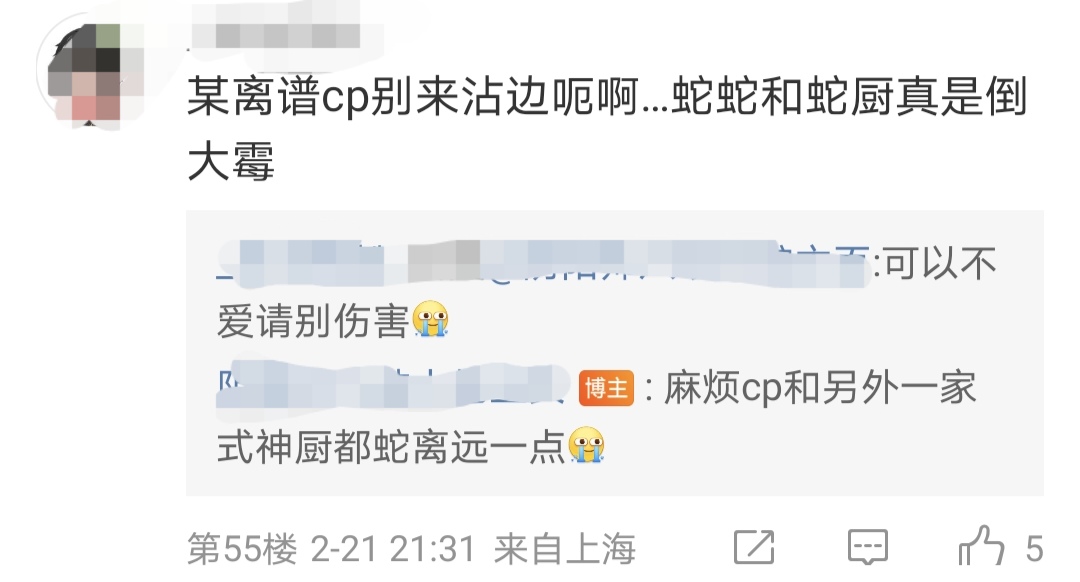 某离谱cp别来沾边呃啊...蛇蛇和蛇厨真是倒
大霉
:可以不
爱请别伤害
博主 : 麻烦cp和另外一家
式神厨都蛇离远一点
第55楼 2-21 21:31 来自上海 5